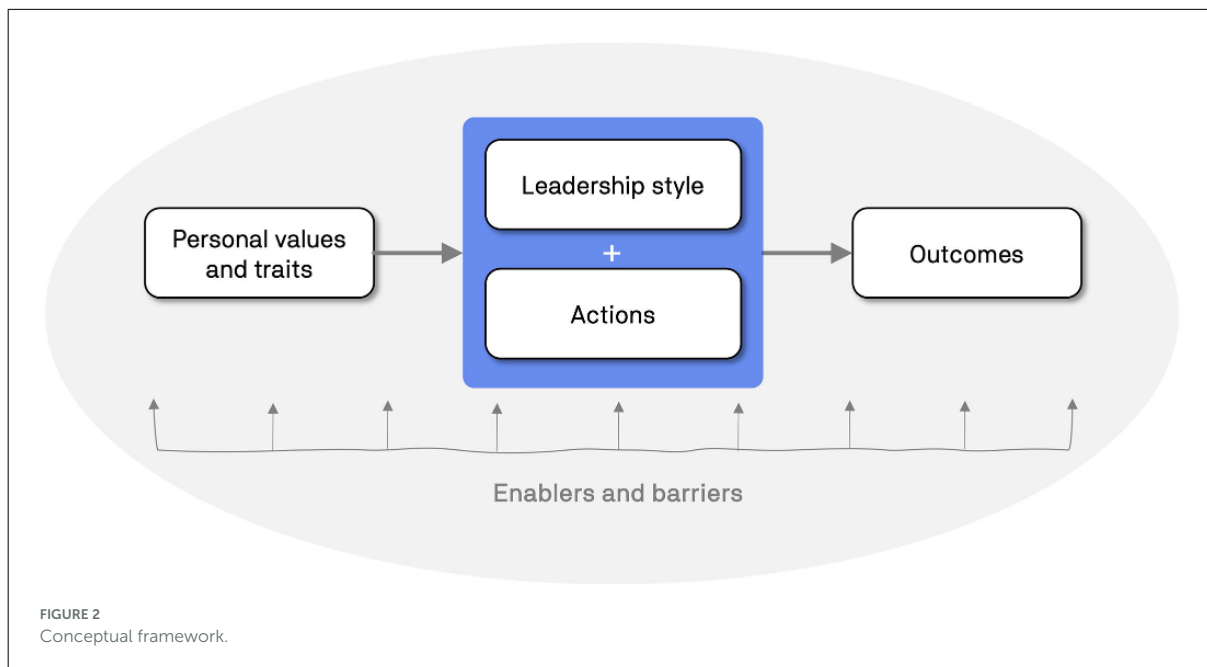 Leadership style
Personal values
and traits
+
Outcomes
Actions
Enablers and barriers
FIGURE 2
Conceptual framework.